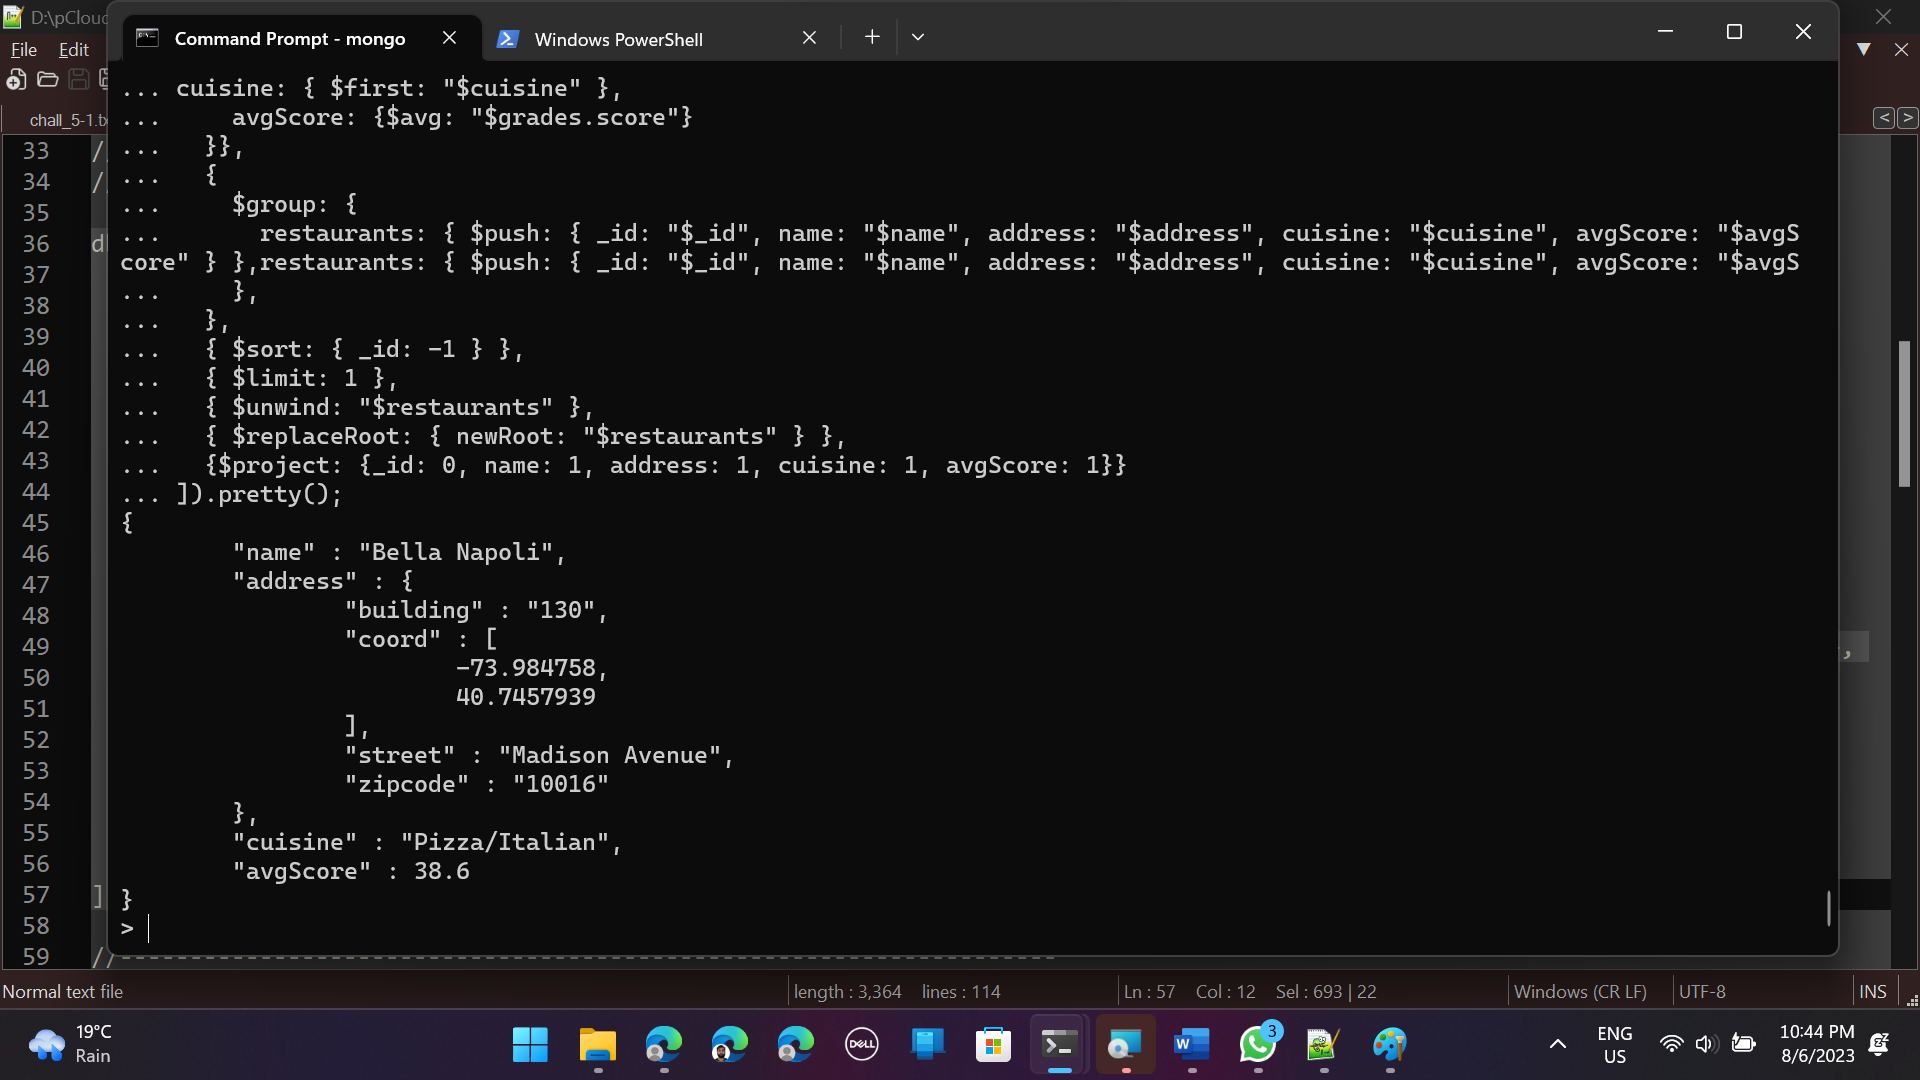 D:\pCloud
Command Prompt - mongo
Windows PowerShell
File Edit
chall_5-1.b
... cuisine: { $first: "$cuisine" },
...     avgScore: {$avg: "$grades.score"}
...   }},
...   {
...     $group: {
...       restaurants: { $push: { _id: "$_id", name: "$name", address: "$address", cuisine: "$cuisine", avgScore: "$avgS
core" } },restaurants: { $push: { _id: "$_id", name: "$name", address: "$address", cuisine: "$cuisine", avgScore: "$avgS
...     },
...   },
...   { $sort: { _id: -1 } },
...   { $limit: 1 },
...   { $unwind: "$restaurants" },
...   { $replaceRoot: { newRoot: "$restaurants" } },
...   {$project: {_id: 0, name: 1, address: 1, cuisine: 1, avgScore: 1}}
... ]).pretty();
{
        "name" : "Bella Napoli",
        "address" : {
                "building" : "130",
                "coord" : [
                        -73.984758,
                        40.7457939
                ],
                "street" : "Madison Avenue",
                "zipcode" : "10016"
        },
        "cuisine" : "Pizza/Italian",
        "avgScore" : 38.6
}
>
33 //
34 //
35
36 d
37
38
39
40
41
42
43
44
45
46
47
48
49 ,
50
51
52
53
54
55
56
57 ]
58
59 //--------------------------------------------------------------------
Normal text file length : 3,364 lines : 114 Ln : 57 Col : 12 Sel : 693 | 22 Windows (CR LF) UTF-8 INS
19°C
Rain
DELL
W
3
ENG
US
10:44 PM
8/6/2023